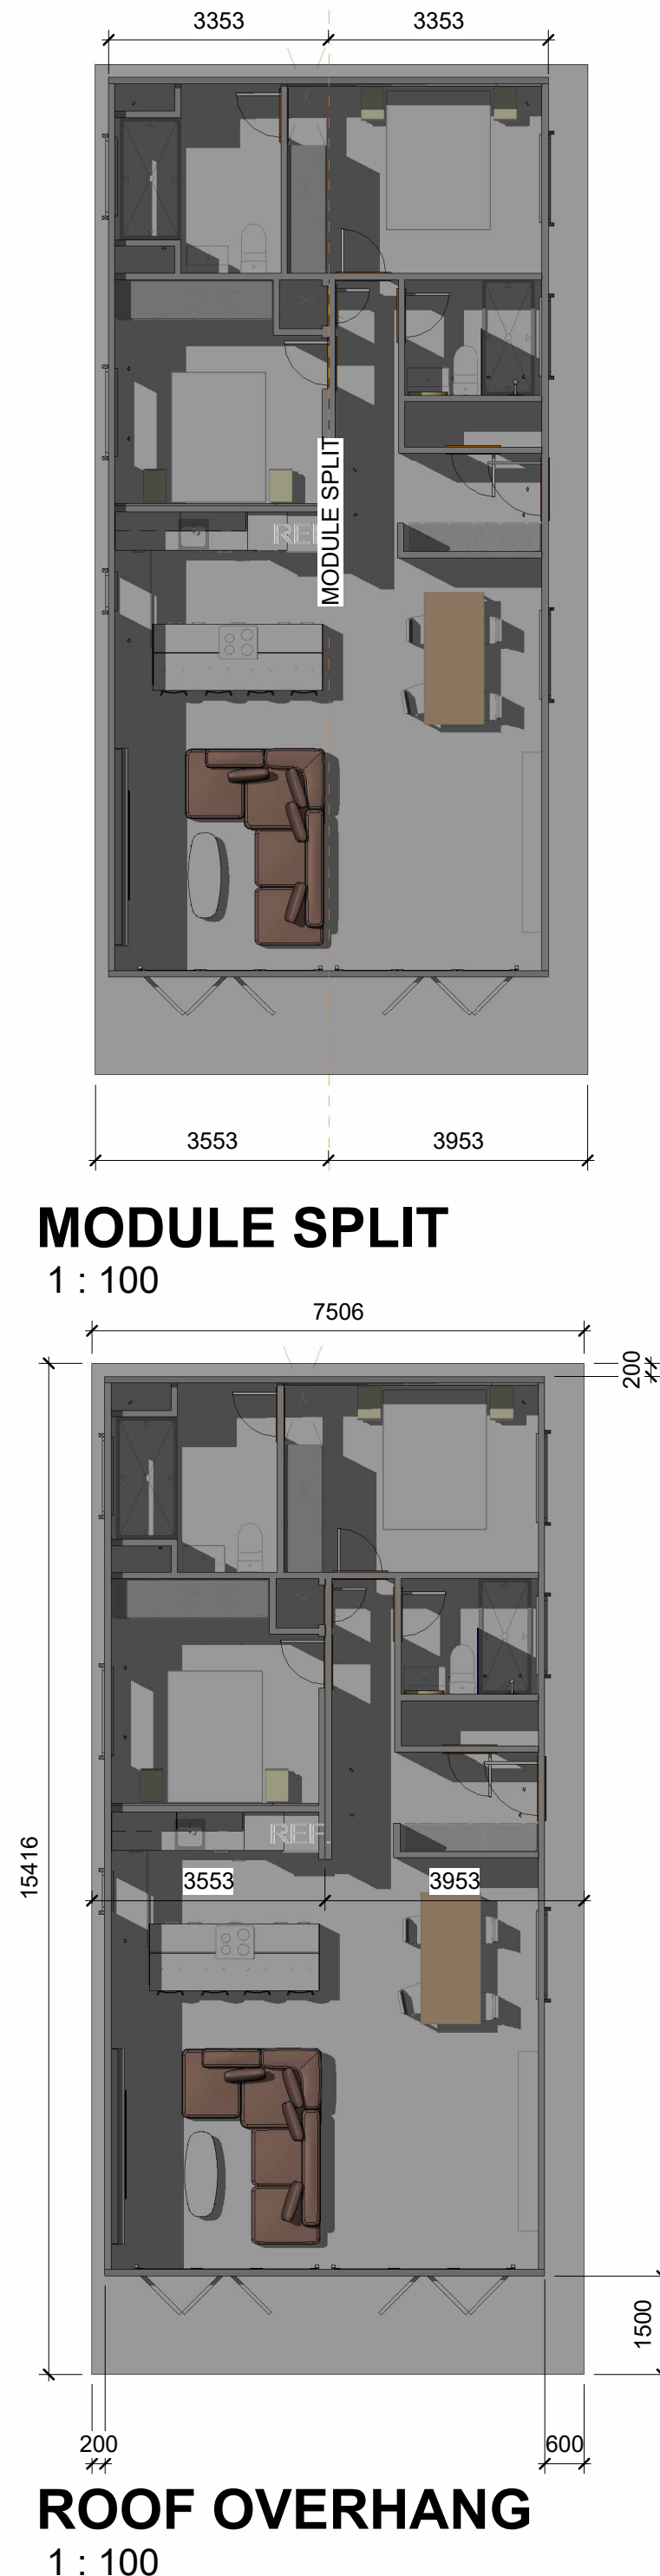 3353 3353
REF.
MODULE SPLIT
3553 3953
MODULE SPLIT
1 : 100
7506
200
15416
REF.
3553 3953
1500
200 600
ROOF OVERHANG
1 : 100